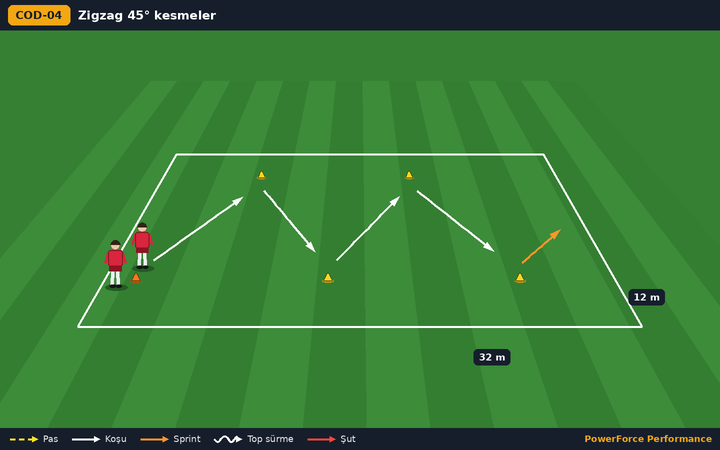 COD-04 Zigzag 45° kesmeler
12 m
32 m
Pas Koşu Sprint Top sürme Şut PowerForce Performance